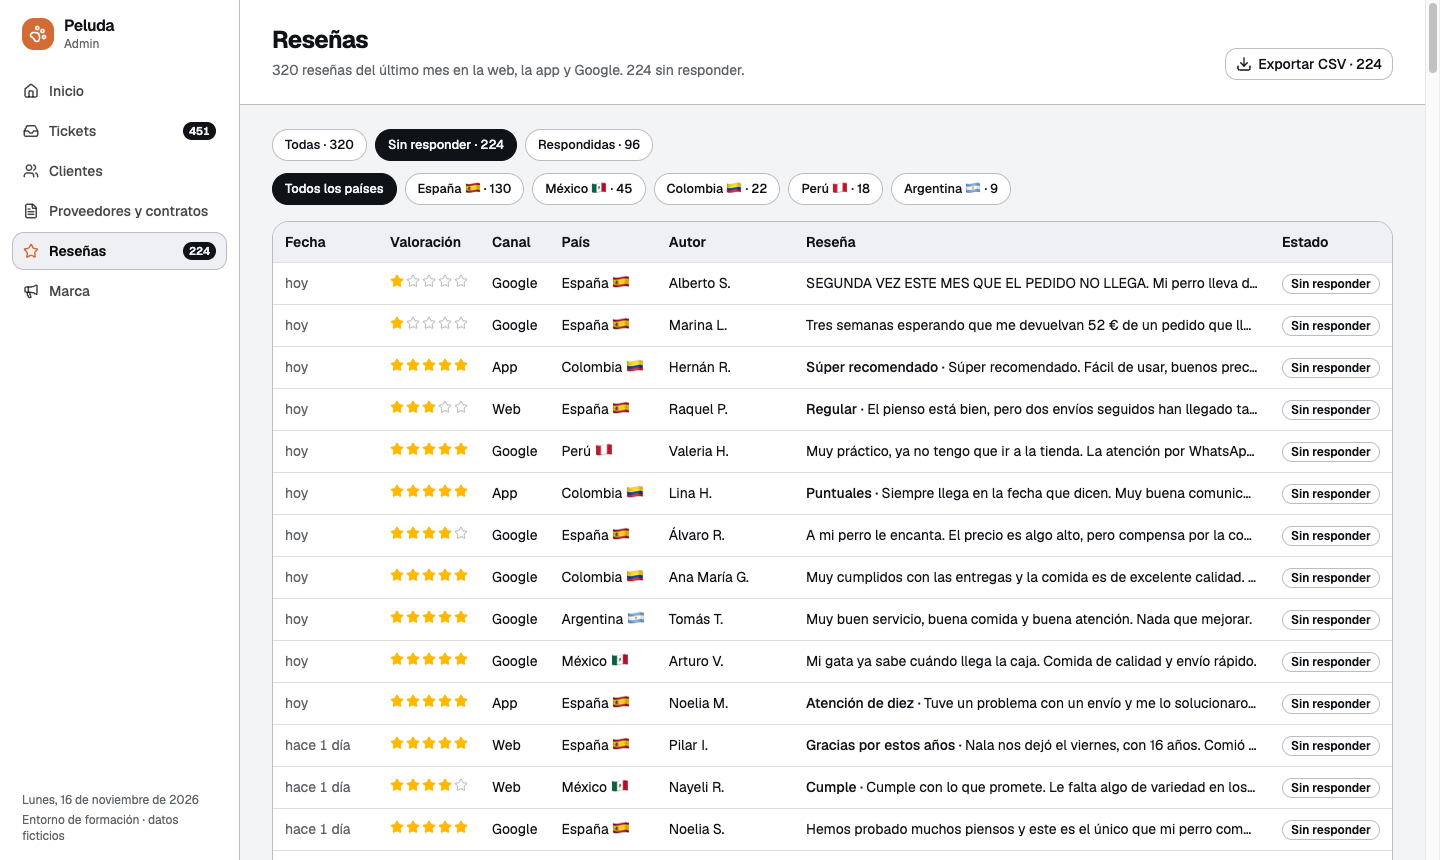 Peluda
Admin
Inicio
Tickets 451
Clientes
Proveedores y contratos
Reseñas 224
Marca
Lunes, 16 de noviembre de 2026
Entorno de formación · datos
ficticios
Reseñas
320 reseñas del último mes en la web, la app y Google. 224 sin responder.
Exportar CSV · 224
Todas · 320 Sin responder · 224 Respondidas · 96
Todos los países España 🇪🇸 · 130 México 🇲🇽 · 45 Colombia 🇨🇴 · 22 Perú 🇵🇪 · 18 Argentina 🇦🇷 · 9
Fecha Valoración Canal País Autor Reseña Estado
hoy Google España 🇪🇸 Alberto S. SEGUNDA VEZ ESTE MES QUE EL PEDIDO NO LLEGA. Mi perro lleva d… Sin responder
hoy Google España 🇪🇸 Marina L. Tres semanas esperando que me devuelvan 52 € de un pedido que ll… Sin responder
hoy App Colombia 🇨🇴 Hernán R. Súper recomendado · Súper recomendado. Fácil de usar, buenos prec… Sin responder
hoy Web España 🇪🇸 Raquel P. Regular · El pienso está bien, pero dos envíos seguidos han llegado ta… Sin responder
hoy Google Perú 🇵🇪 Valeria H. Muy práctico, ya no tengo que ir a la tienda. La atención por WhatsAp… Sin responder
hoy App Colombia 🇨🇴 Lina H. Puntuales · Siempre llega en la fecha que dicen. Muy buena comunic… Sin responder
hoy Google España 🇪🇸 Álvaro R. A mi perro le encanta. El precio es algo alto, pero compensa por la co… Sin responder
hoy Google Colombia 🇨🇴 Ana María G. Muy cumplidos con las entregas y la comida es de excelente calidad. … Sin responder
hoy Google Argentina 🇦🇷 Tomás T. Muy buen servicio, buena comida y buena atención. Nada que mejorar. Sin responder
hoy Google México 🇲🇽 Arturo V. Mi gata ya sabe cuándo llega la caja. Comida de calidad y envío rápido. Sin responder
hoy App España 🇪🇸 Noelia M. Atención de diez · Tuve un problema con un envío y me lo solucionaro… Sin responder
hace 1 día Web España 🇪🇸 Pilar I. Gracias por estos años · Nala nos dejó el viernes, con 16 años. Comió … Sin responder
hace 1 día Web México 🇲🇽 Nayeli R. Cumple · Cumple con lo que promete. Le falta algo de variedad en los… Sin responder
hace 1 día Google España 🇪🇸 Noelia S. Hemos probado muchos piensos y este es el único que mi perro com… Sin responder